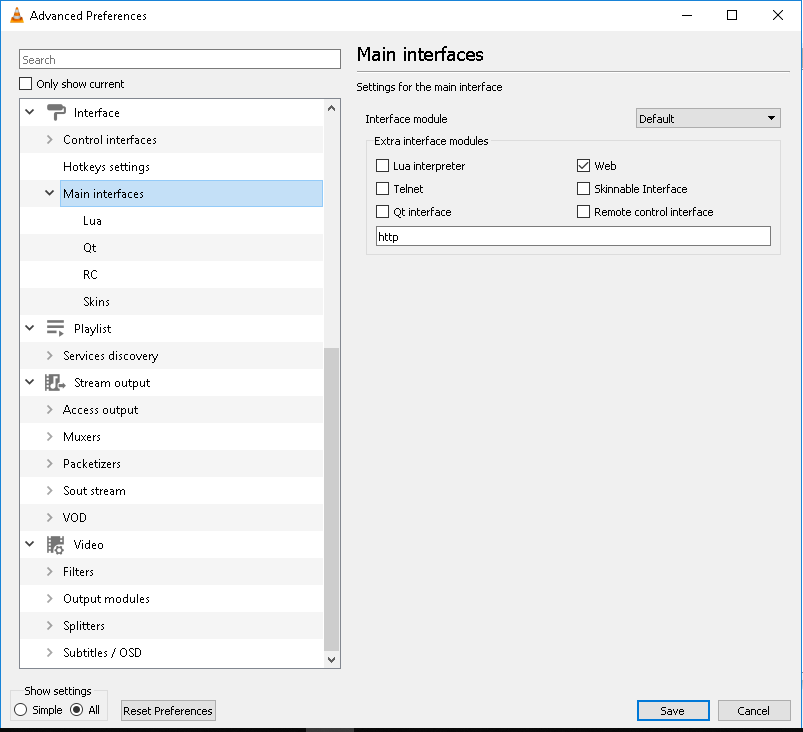 Advanced Preferences
Search
Only show current
Interface
Control interfaces
Hotkeys settings
Main interfaces
Lua
Qt
RC
Skins
Playlist
Services discovery
Stream output
Access output
Muxers
Packetizers
Sout stream
VOD
Video
Filters
Output modules
Splitters
Subtitles / OSD
Main interfaces
Settings for the main interface
Interface module Default
Extra interface modules
Lua interpreter Web
Telnet Skinnable Interface
Qt interface Remote control interface
http
Show settings
Simple All Reset Preferences Save Cancel